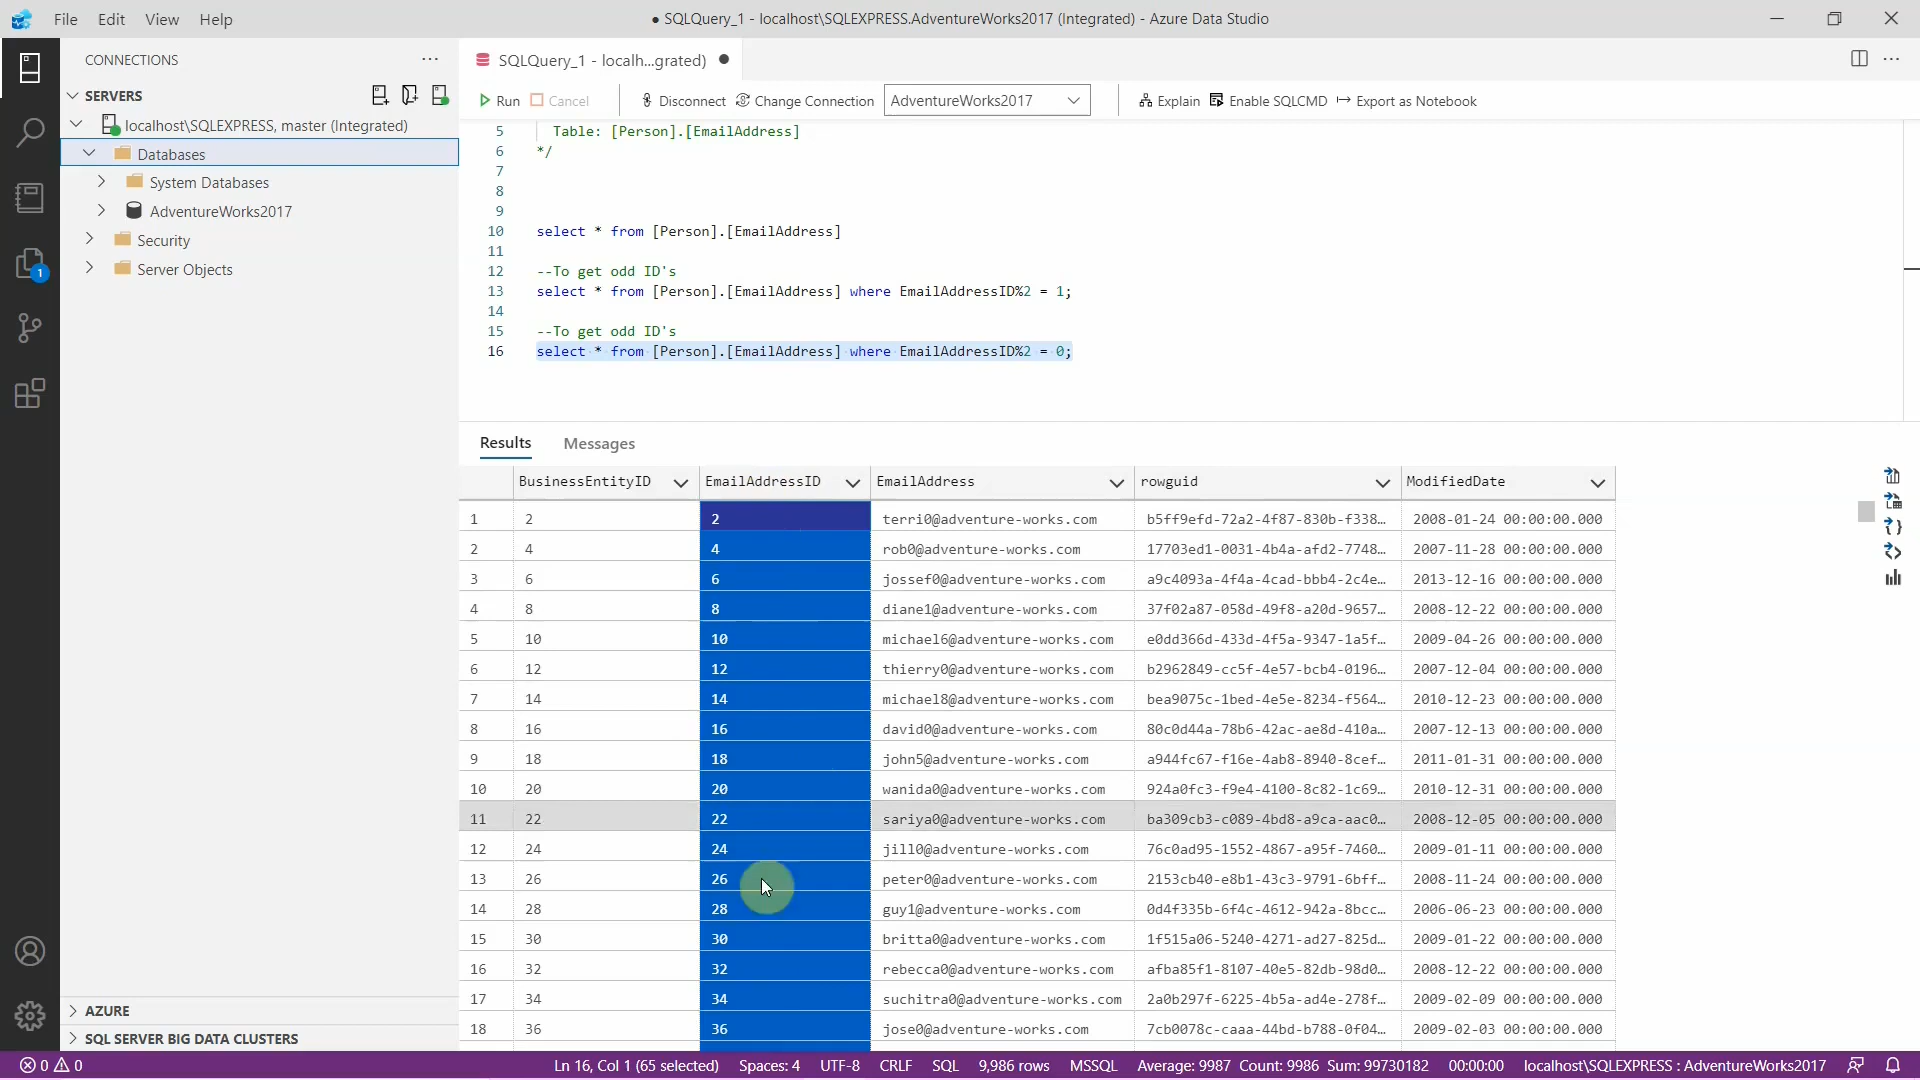 File Edit View Help
● SQLQuery_1 - localhost\SQLEXPRESS.AdventureWorks2017 (Integrated) - Azure Data Studio
CONNECTIONS
SERVERS
localhost\SQLEXPRESS, master (Integrated)
Databases
System Databases
AdventureWorks2017
Security
Server Objects
AZURE
SQL SERVER BIG DATA CLUSTERS
1
SQLQuery_1 - localh...grated)
Run Cancel Disconnect Change Connection AdventureWorks2017 Explain Enable SQLCMD Export as Notebook
5 Table: [Person].[EmailAddress]
6 */
7
8
9
10 select * from [Person].[EmailAddress]
11
12 --To get odd ID's
13 select * from [Person].[EmailAddress] where EmailAddressID%2 = 1;
14
15 --To get odd ID's
16 select * from [Person].[EmailAddress] where EmailAddressID%2 = 0;
Results Messages
BusinessEntityID EmailAddressID EmailAddress rowguid ModifiedDate
1 2 2 terri0@adventure-works.com b5ff9efd-72a2-4f87-830b-f338... 2008-01-24 00:00:00.000
2 4 4 rob0@adventure-works.com 17703ed1-0031-4b4a-afd2-7748... 2007-11-28 00:00:00.000
3 6 6 jossef0@adventure-works.com a9c4093a-4f4a-4cad-bbb4-2c4e... 2013-12-16 00:00:00.000
4 8 8 diane1@adventure-works.com 37f02a87-058d-49f8-a20d-9657... 2008-12-22 00:00:00.000
5 10 10 michael6@adventure-works.com e0dd366d-433d-4f5a-9347-1a5f... 2009-04-26 00:00:00.000
6 12 12 thierry0@adventure-works.com b2962849-cc5f-4e57-bcb4-0196... 2007-12-04 00:00:00.000
7 14 14 michael8@adventure-works.com bea9075c-1bed-4e5e-8234-f564... 2010-12-23 00:00:00.000
8 16 16 david0@adventure-works.com 80c0d44a-78b6-42ac-ae8d-410a... 2007-12-13 00:00:00.000
9 18 18 john5@adventure-works.com a944fc67-f16e-4ab8-8940-8cef... 2011-01-31 00:00:00.000
10 20 20 wanida0@adventure-works.com 924a0fc3-f9e4-4100-8c82-1c69... 2010-12-31 00:00:00.000
11 22 22 sariya0@adventure-works.com ba309cb3-c089-4bd8-a9ca-aac0... 2008-12-05 00:00:00.000
12 24 24 jill0@adventure-works.com 76c0ad95-1552-4867-a95f-7460... 2009-01-11 00:00:00.000
13 26 26 peter0@adventure-works.com 2153cb40-e8b1-43c3-9791-6bff... 2008-11-24 00:00:00.000
14 28 28 guy1@adventure-works.com 0d4f335b-6f4c-4612-942a-8bcc... 2006-06-23 00:00:00.000
15 30 30 britta0@adventure-works.com 1f515a06-5240-4271-ad27-825d... 2009-01-22 00:00:00.000
16 32 32 rebecca0@adventure-works.com afba85f1-8107-40e5-82db-98d0... 2008-12-22 00:00:00.000
17 34 34 suchitra0@adventure-works.com 2a0b297f-6225-4b5a-ad4e-278f... 2009-02-09 00:00:00.000
18 36 36 jose0@adventure-works.com 7cb0078c-caaa-44bd-b788-0f04... 2009-02-03 00:00:00.000
0 0 Ln 16, Col 1 (65 selected) Spaces: 4 UTF-8 CRLF SQL 9,986 rows MSSQL Average: 9987 Count: 9986 Sum: 99730182 00:00:00 localhost\SQLEXPRESS : AdventureWorks2017